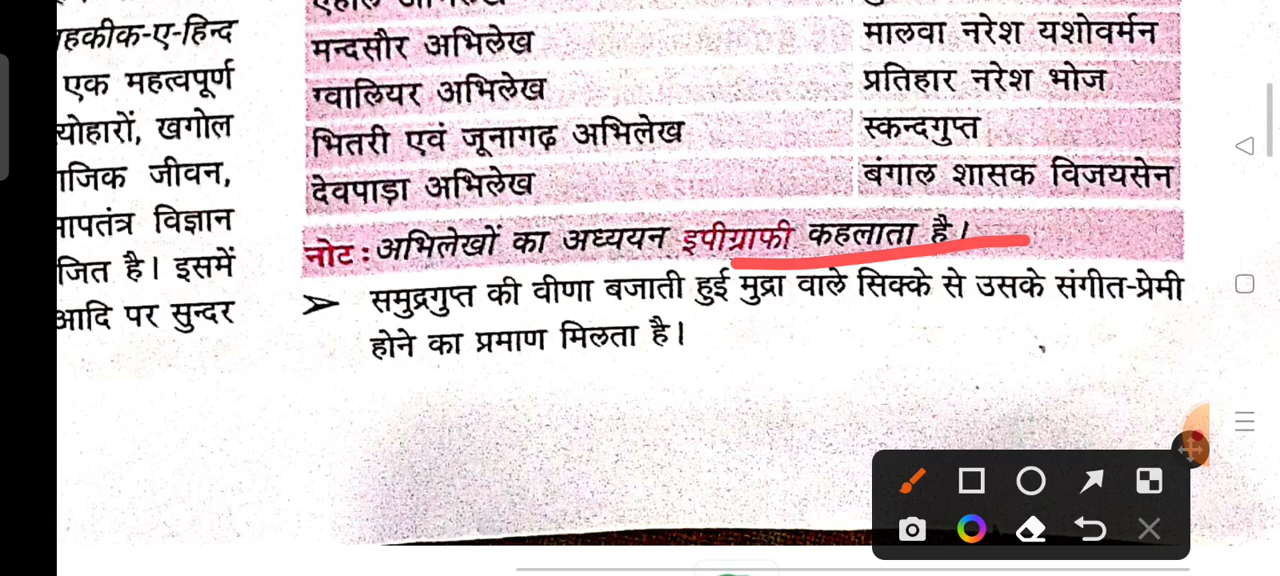 हकीक-ए-हिन्द
एक महत्वपूर्ण
योहारों, खगोल
जिक जीवन,
मापतंत्र विज्ञान
जित है। इसमें
आदि पर सुन्दर
मन्दसौर अभिलेख मालवा नरेश यशोवर्मन
ग्वालियर अभिलेख प्रतिहार नरेश भोज
भितरी एवं जूनागढ़ अभिलेख स्कन्दगुप्त
देवपाड़ा अभिलेख बंगाल शासक विजयसेन
नोट : अभिलेखों का अध्ययन इपीग्राफी कहलाता है।
➢ समुद्रगुप्त की वीणा बजाती हुई मुद्रा वाले सिक्के से उसके संगीत-प्रेमी
होने का प्रमाण मिलता है।